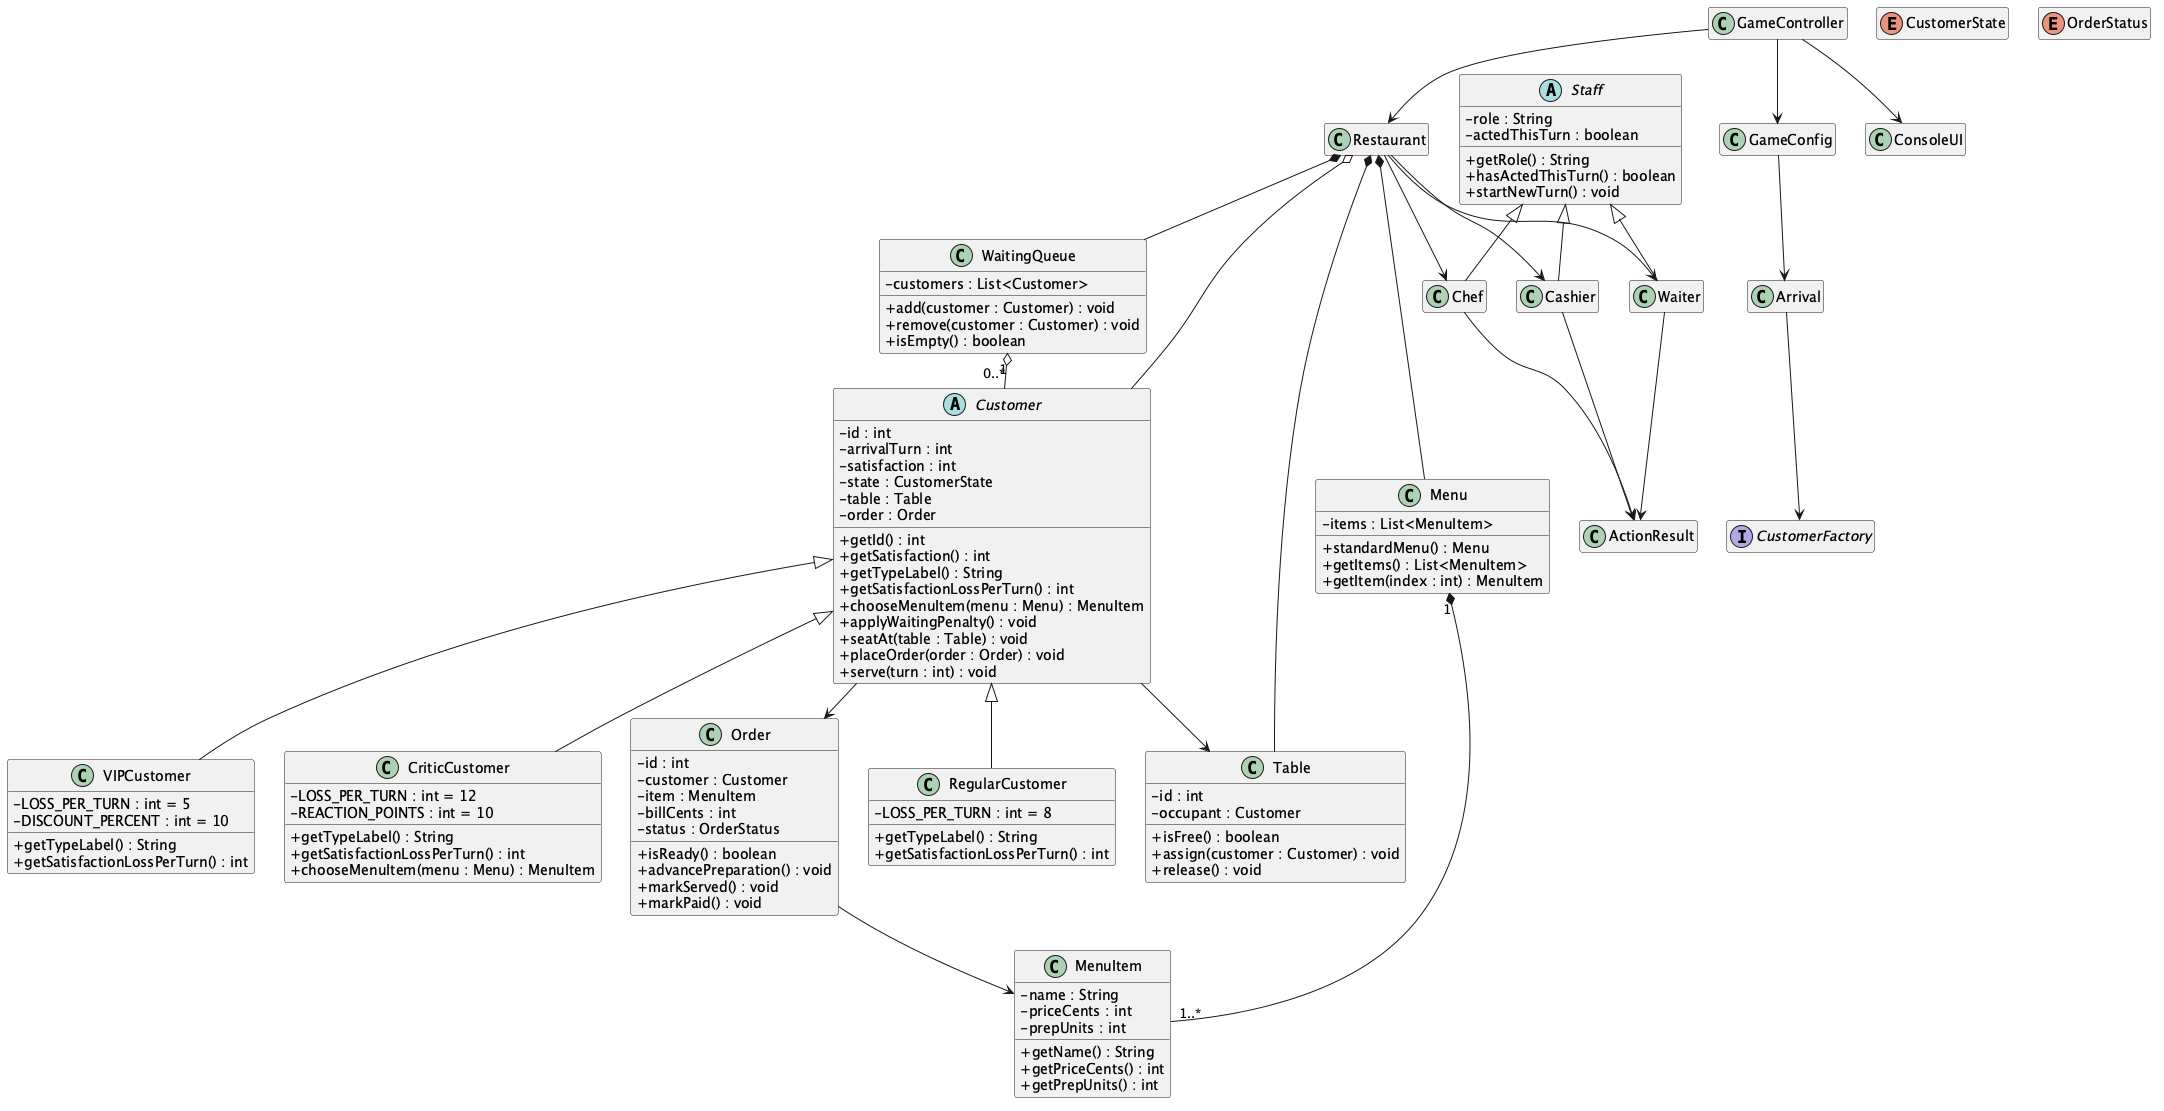 C GameController
E CustomerState
E OrderStatus
A Staff
-role : String
-actedThisTurn : boolean
+getRole() : String
+hasActedThisTurn() : boolean
+startNewTurn() : void
C Restaurant
C GameConfig
C ConsoleUI
C WaitingQueue
-customers : List<Customer>
+add(customer : Customer) : void
+remove(customer : Customer) : void
+isEmpty() : boolean
C Chef
C Cashier
C Waiter
C Arrival
1
0..*
A Customer
-id : int
-arrivalTurn : int
-satisfaction : int
-state : CustomerState
-table : Table
-order : Order
+getId() : int
+getSatisfaction() : int
+getTypeLabel() : String
+getSatisfactionLossPerTurn() : int
+chooseMenuItem(menu : Menu) : MenuItem
+applyWaitingPenalty() : void
+seatAt(table : Table) : void
+placeOrder(order : Order) : void
+serve(turn : int) : void
C Menu
-items : List<MenuItem>
+standardMenu() : Menu
+getItems() : List<MenuItem>
+getItem(index : int) : MenuItem
1
C ActionResult
I CustomerFactory
C VIPCustomer
-LOSS_PER_TURN : int = 5
-DISCOUNT_PERCENT : int = 10
+getTypeLabel() : String
+getSatisfactionLossPerTurn() : int
C CriticCustomer
-LOSS_PER_TURN : int = 12
-REACTION_POINTS : int = 10
+getTypeLabel() : String
+getSatisfactionLossPerTurn() : int
+chooseMenuItem(menu : Menu) : MenuItem
C Order
-id : int
-customer : Customer
-item : MenuItem
-billCents : int
-status : OrderStatus
+isReady() : boolean
+advancePreparation() : void
+markServed() : void
+markPaid() : void
C RegularCustomer
-LOSS_PER_TURN : int = 8
+getTypeLabel() : String
+getSatisfactionLossPerTurn() : int
C Table
-id : int
-occupant : Customer
+isFree() : boolean
+assign(customer : Customer) : void
+release() : void
C MenuItem
-name : String
-priceCents : int
-prepUnits : int
+getName() : String
+getPriceCents() : int
+getPrepUnits() : int
1..*